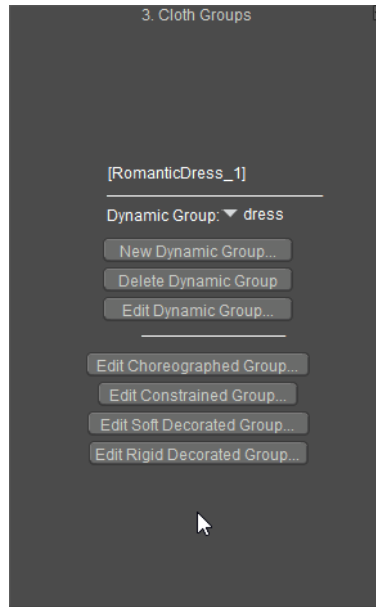 3. Cloth Groups
[RomanticDress_1]
Dynamic Group: dress
New Dynamic Group...
Delete Dynamic Group
Edit Dynamic Group...
Edit Choreographed Group...
Edit Constrained Group...
Edit Soft Decorated Group...
Edit Rigid Decorated Group...